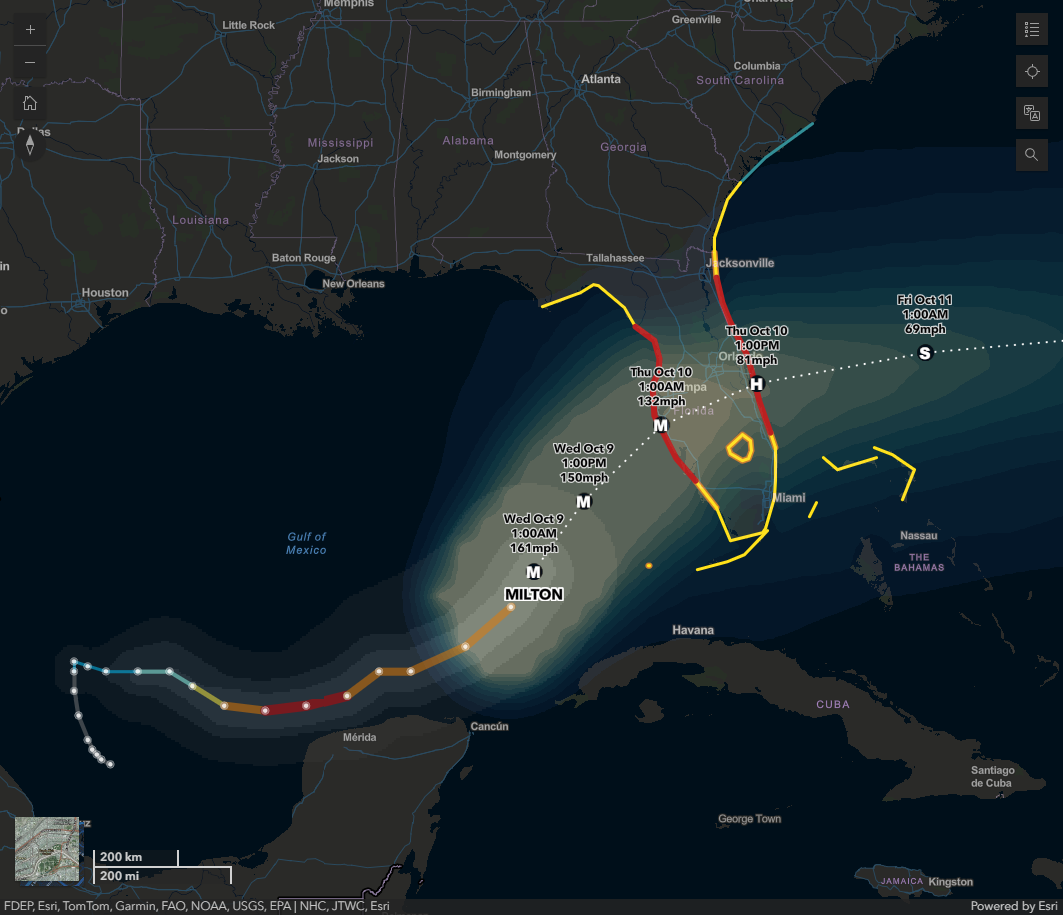 Memphis
Charlotte
Little Rock
Greenville
Columbia
South Carolina
Atlanta
Birmingham
Dallas
Mississippi
Jackson
Alabama
Georgia
Montgomery
Louisiana
Baton Rouge
Tallahassee
Jacksonville
New Orleans
Houston
Fri Oct 11
1:00AM
69mph
S
Thu Oct 10
1:00PM
81mph
H
Thu Oct 10
1:00AM
132mph
M
Florida
Wed Oct 9
1:00PM
150mph
M
Miami
Gulf of
Mexico
Wed Oct 9
1:00AM
161mph
M
MILTON
Nassau
THE
BAHAMAS
Havana
CUBA
Cancún
Mérida
Santiago
de Cuba
George Town
JAMAICA
Kingston
200 km
200 mi
FDEP, Esri, TomTom, Garmin, FAO, NOAA, USGS, EPA | NHC, JTWC, Esri
Powered by Esri